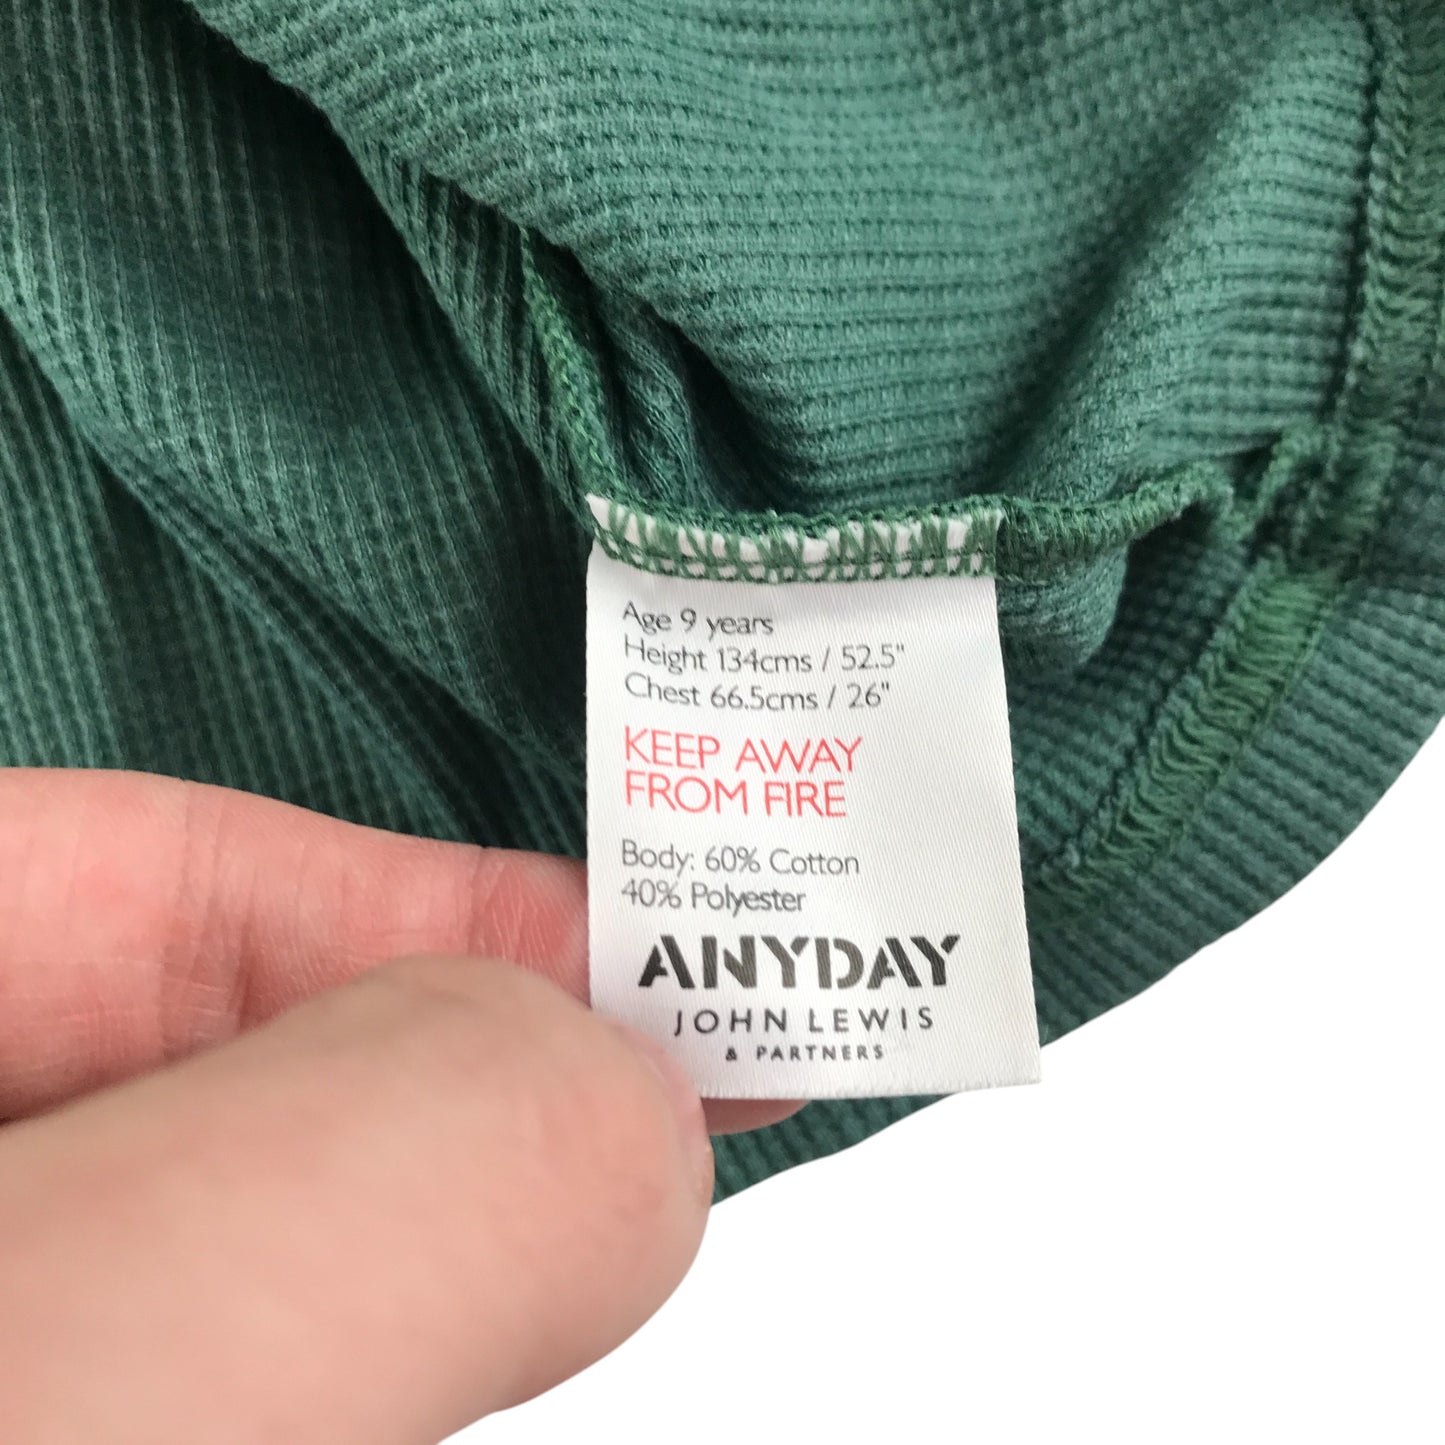 Age 9 years
Height 134cms / 52.5"
Chest 66.5cms / 26"
KEEP AWAY
FROM FIRE
Body: 60% Cotton
40% Polyester
ANYDAY
JOHN LEWIS
& PARTNERS